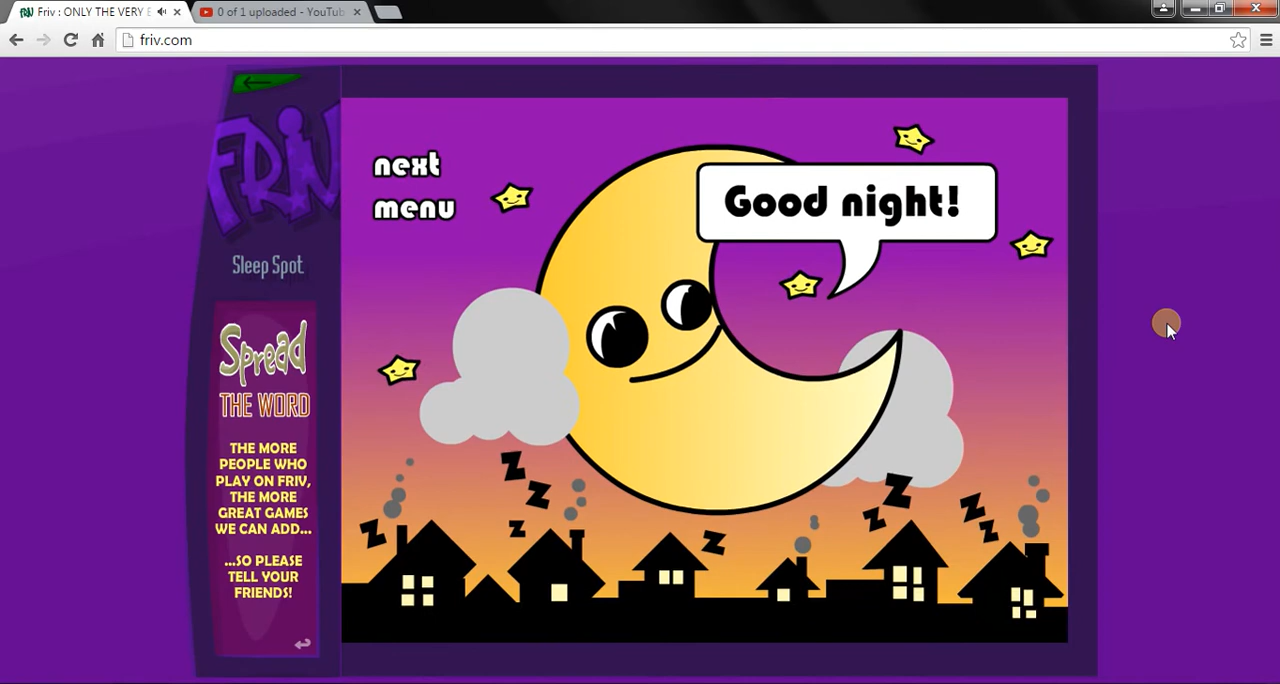 Friv : ONLY THE VERY B
0 of 1 uploaded - YouTub
friv.com
FRIV
Sleep Spot
Spread
THE WORD
THE MORE
PEOPLE WHO
PLAY ON FRIV,
THE MORE
GREAT GAMES
WE CAN ADD...
...SO PLEASE
TELL YOUR
FRIENDS!
next
menu
Good night!
z
z
z
z
z
z
z
z
z